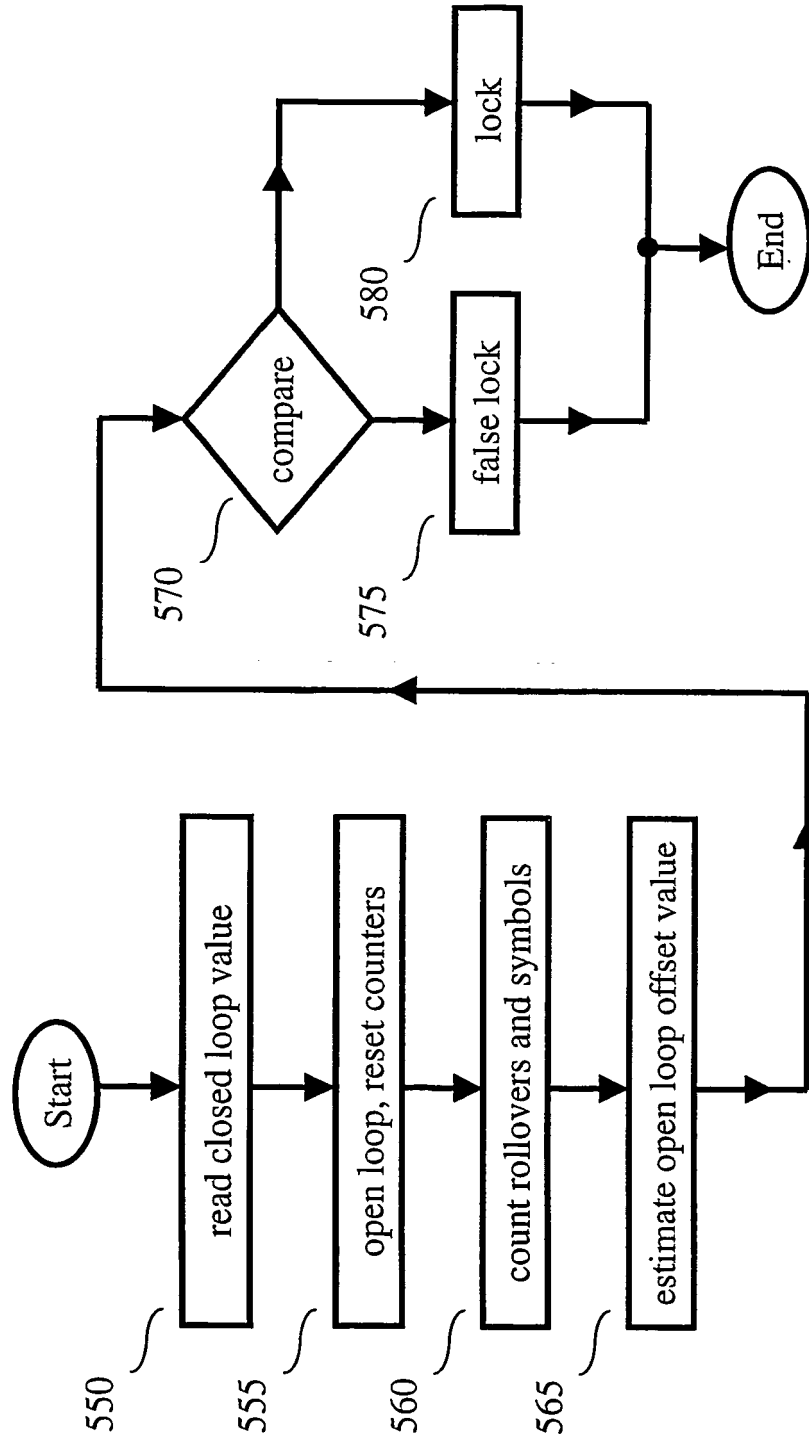 Start
550
read closed loop value
555
open loop, reset counters
560
count rollovers and symbols
565
estimate open loop offset value
570
compare
575
false lock
580
lock
End